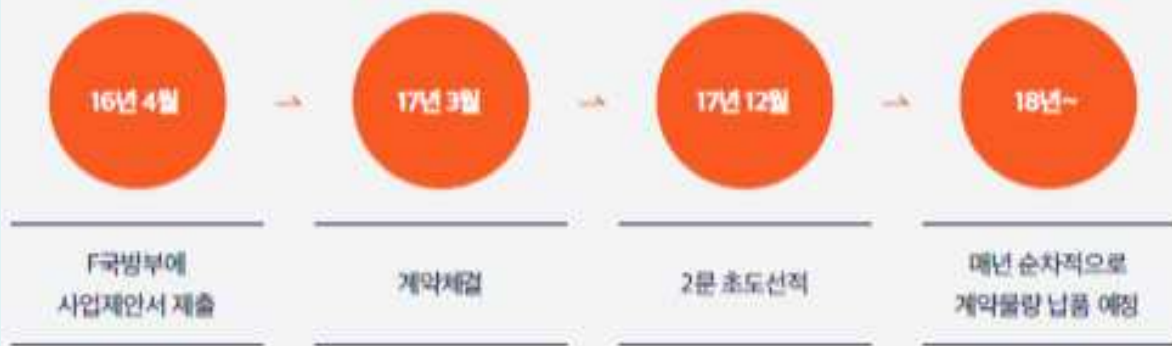 16년 4월
17년 3월
17년 12월
18년~
F국방부에
사업제안서 제출
계약체결
2문 초도선적
매년 순차적으로
계약물량 납품 예정